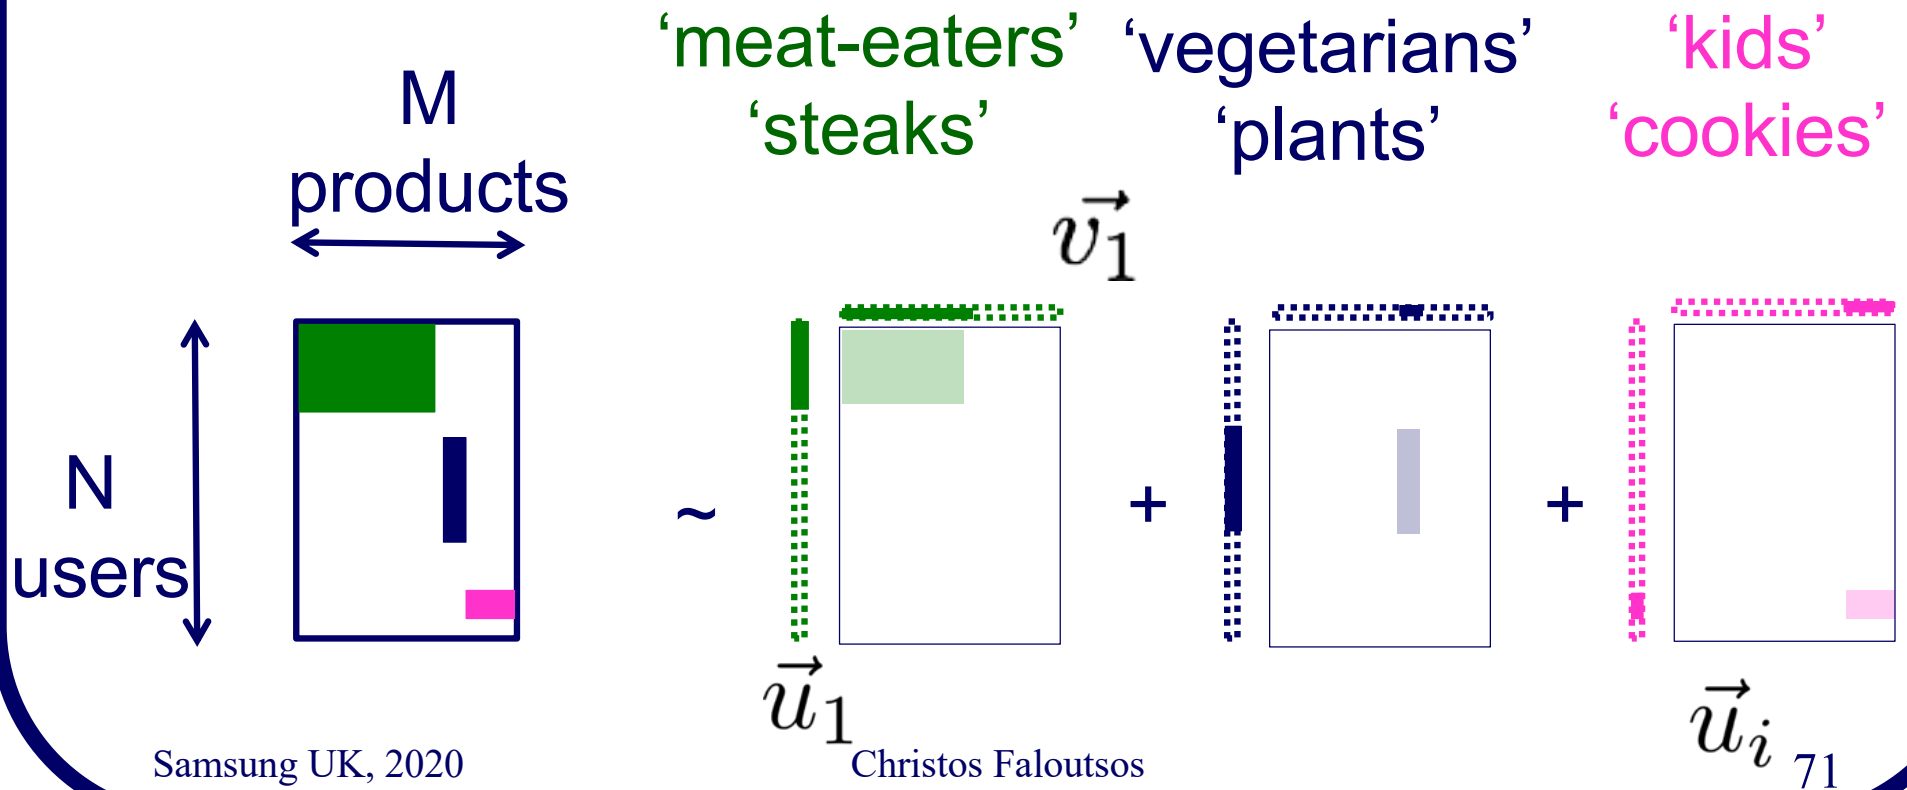 ‘meat-eaters’ ‘vegetarians’ ‘kids’
‘steaks’ ‘plants’ ‘cookies’
M
products
N
users
~ + +
v⃗₁
u⃗₁
u⃗ᵢ
Samsung UK, 2020 Christos Faloutsos 71